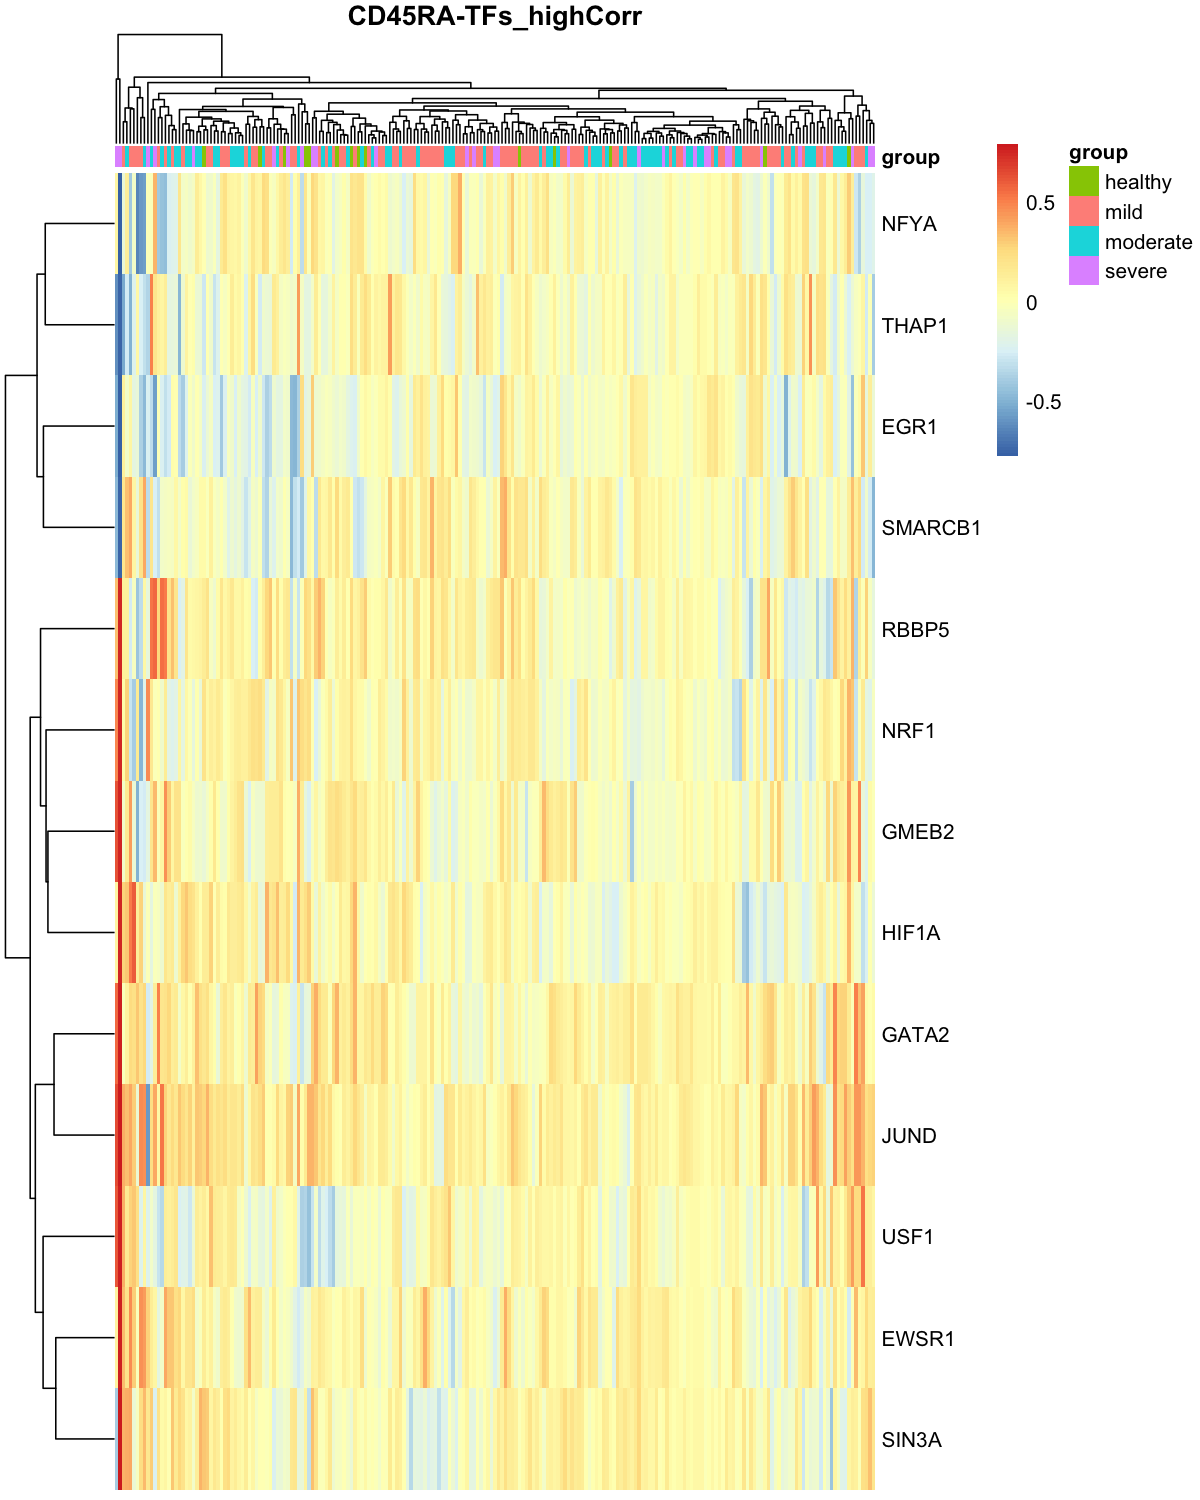 CD45RA-TFs_highCorr
group
group
healthy
mild
moderate
severe
0.5
0
-0.5
NFYA
THAP1
EGR1
SMARCB1
RBBP5
NRF1
GMEB2
HIF1A
GATA2
JUND
USF1
EWSR1
SIN3A